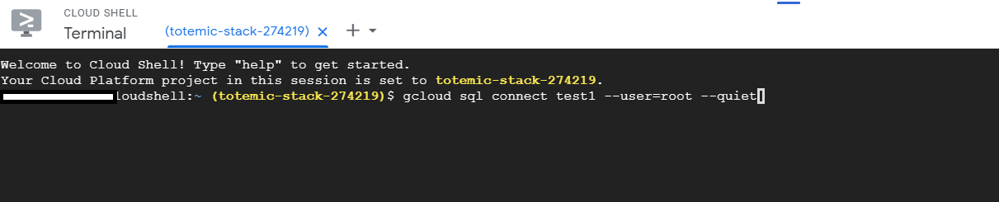 CLOUD SHELL
Terminal
(totemic-stack-274219)
Welcome to Cloud Shell! Type "help" to get started.
Your Cloud Platform project in this session is set to totemic-stack-274219.
loudshell:~ (totemic-stack-274219)$ gcloud sql connect test1 --user=root --quiet